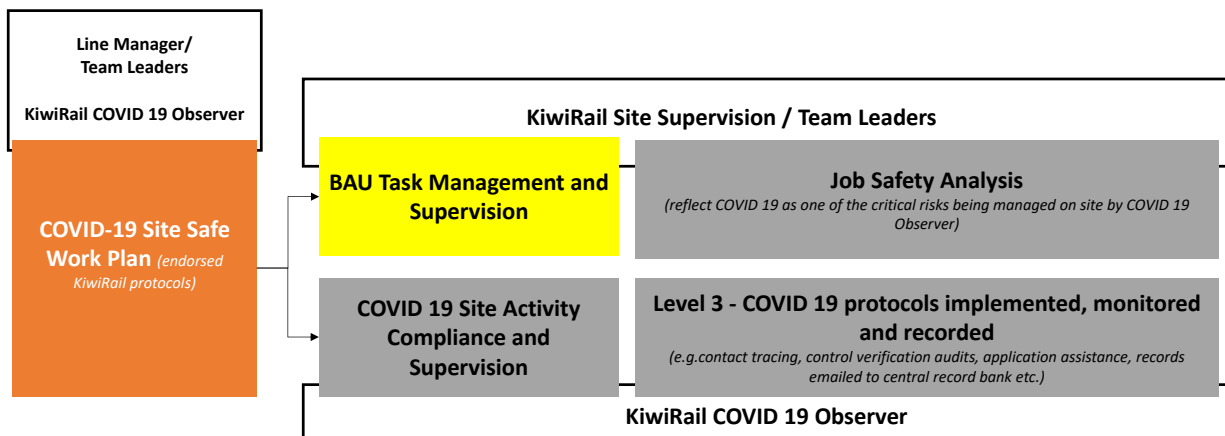 Line Manager/
Team Leaders
KiwiRail COVID 19 Observer
COVID-19 Site Safe
Work Plan (endorsed
KiwiRail protocols)
KiwiRail Site Supervision / Team Leaders
BAU Task Management and
Supervision
Job Safety Analysis
(reflect COVID 19 as one of the critical risks being managed on site by COVID 19
Observer)
COVID 19 Site Activity
Compliance and
Supervision
Level 3 - COVID 19 protocols implemented, monitored
and recorded
(e.g.contact tracing, control verification audits, application assistance, records
emailed to central record bank etc.)
KiwiRail COVID 19 Observer